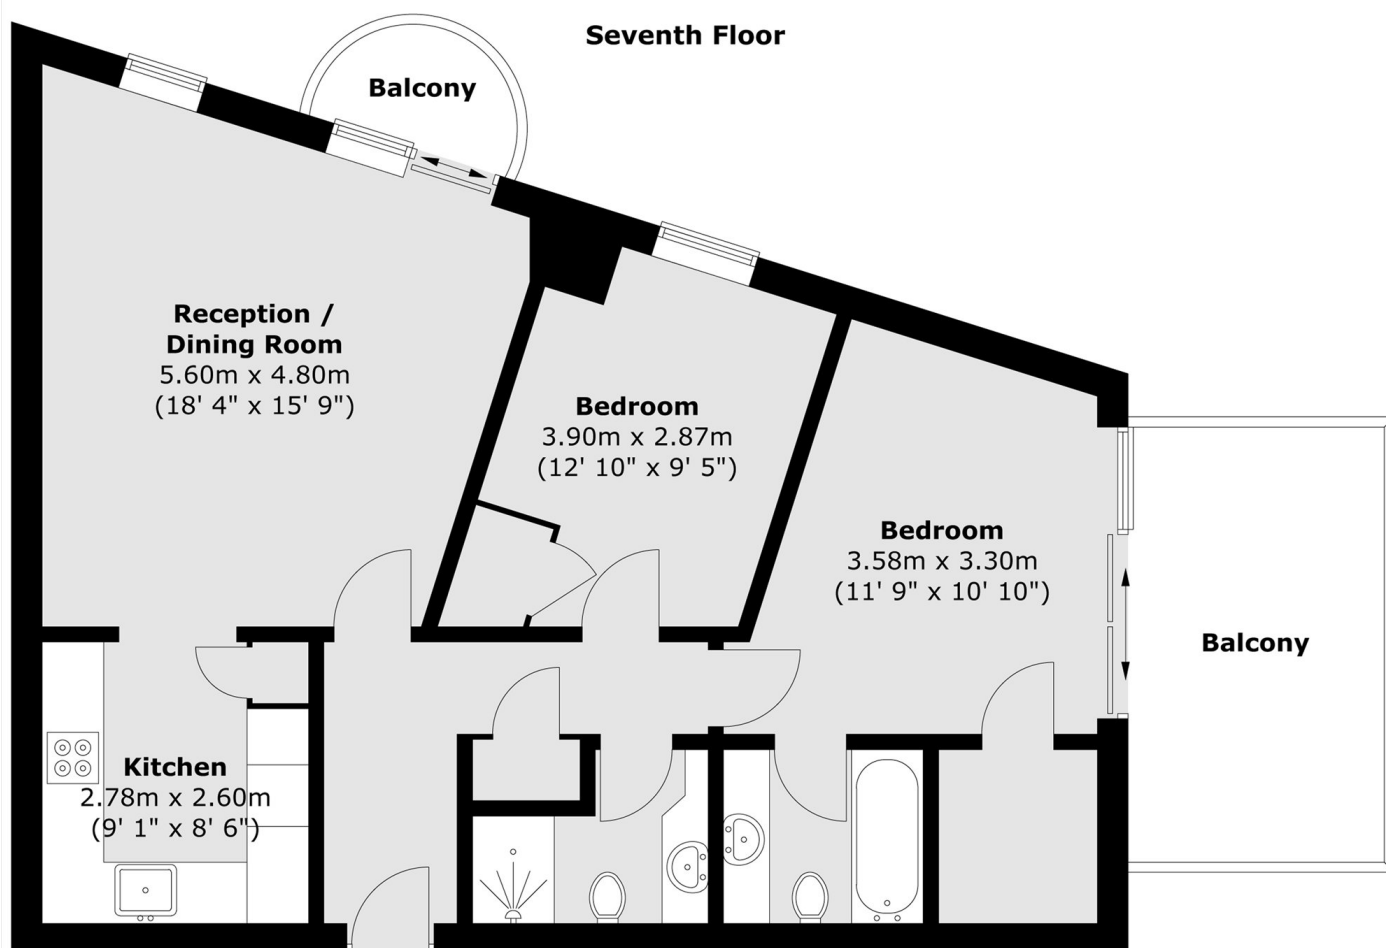 Seventh Floor
Balcony
Reception /
Dining Room
5.60m x 4.80m
(18' 4" x 15' 9")
Bedroom
3.90m x 2.87m
(12' 10" x 9' 5")
Bedroom
3.58m x 3.30m
(11' 9" x 10' 10")
Balcony
Kitchen
2.78m x 2.60m
(9' 1" x 8' 6")